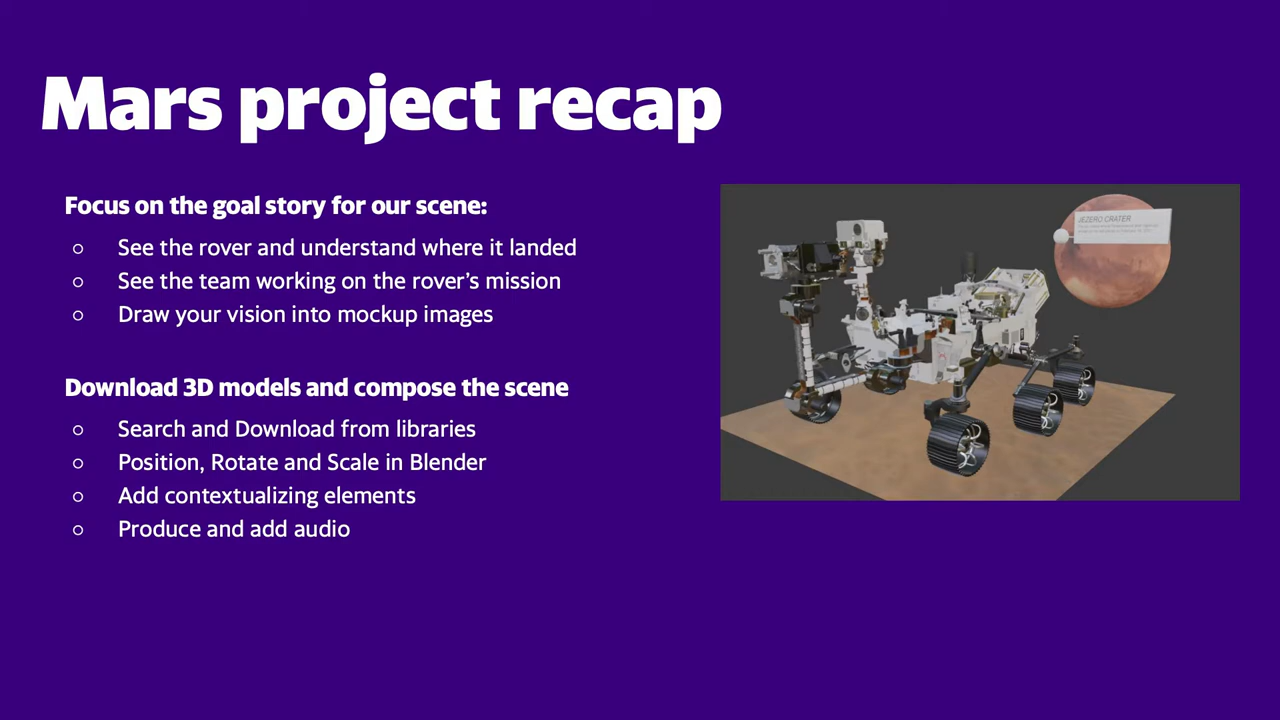 Mars project recap
Focus on the goal story for our scene:
See the rover and understand where it landed
See the team working on the rover's mission
Draw your vision into mockup images
Download 3D models and compose the scene
Search and Download from libraries
Position, Rotate and Scale in Blender
Add contextualizing elements
Produce and add audio
JEZERO CRATER